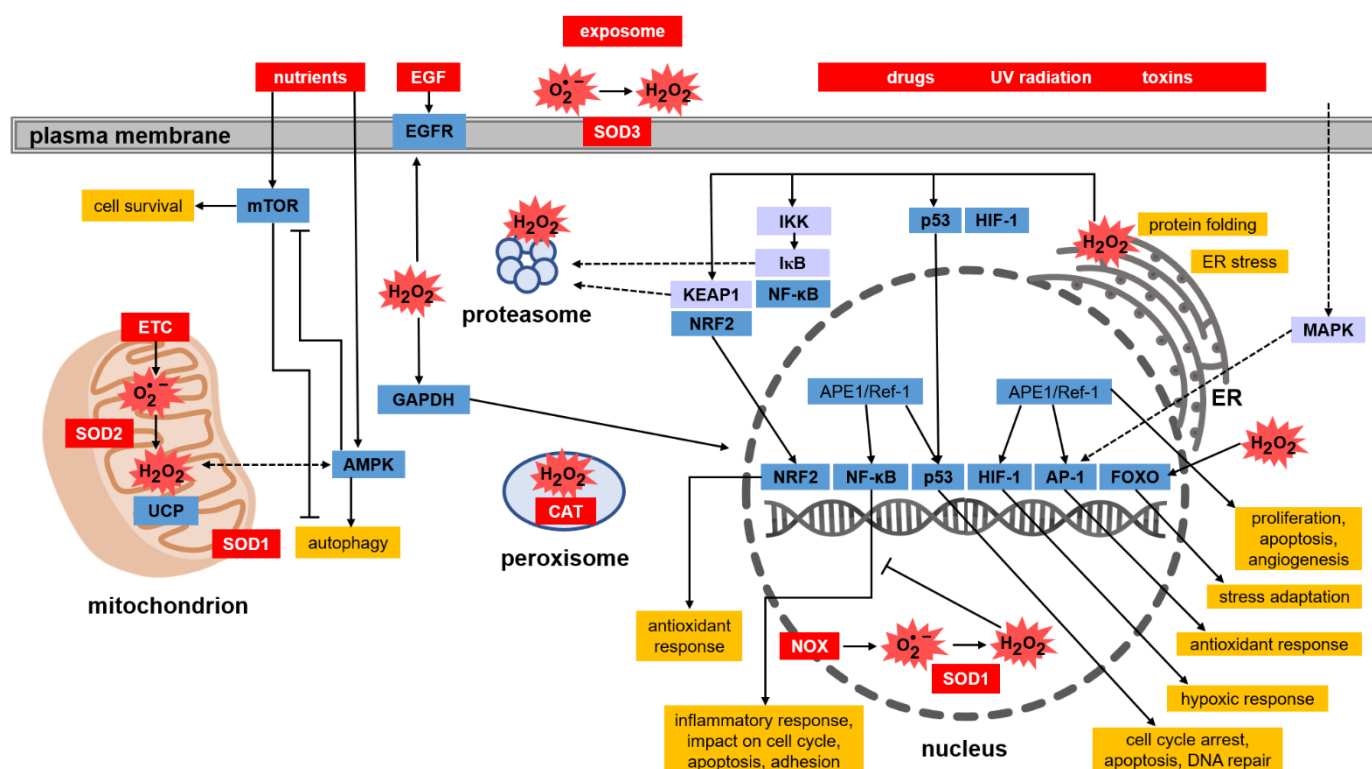 exposome
nutrients
EGF
O₂•−
H₂O₂
drugs UV radiation toxins
plasma membrane
EGFR
SOD3
cell survival
mTOR
H₂O₂
IKK
p53
HIF-1
H₂O₂
protein folding
ER stress
IκB
KEAP1
NF-κB
NRF2
H₂O₂
proteasome
MAPK
ETC
O₂•−
SOD2
H₂O₂
UCP
SOD1
mitochondrion
GAPDH
AMPK
autophagy
H₂O₂
CAT
peroxisome
APE1/Ref-1
APE1/Ref-1
ER
H₂O₂
NRF2
NF-κB
p53
HIF-1
AP-1
FOXO
proliferation,
apoptosis,
angiogenesis
stress adaptation
antioxidant
response
NOX
O₂•−
H₂O₂
SOD1
antioxidant response
hypoxic response
inflammatory response,
impact on cell cycle,
apoptosis, adhesion
nucleus
cell cycle arrest,
apoptosis, DNA repair